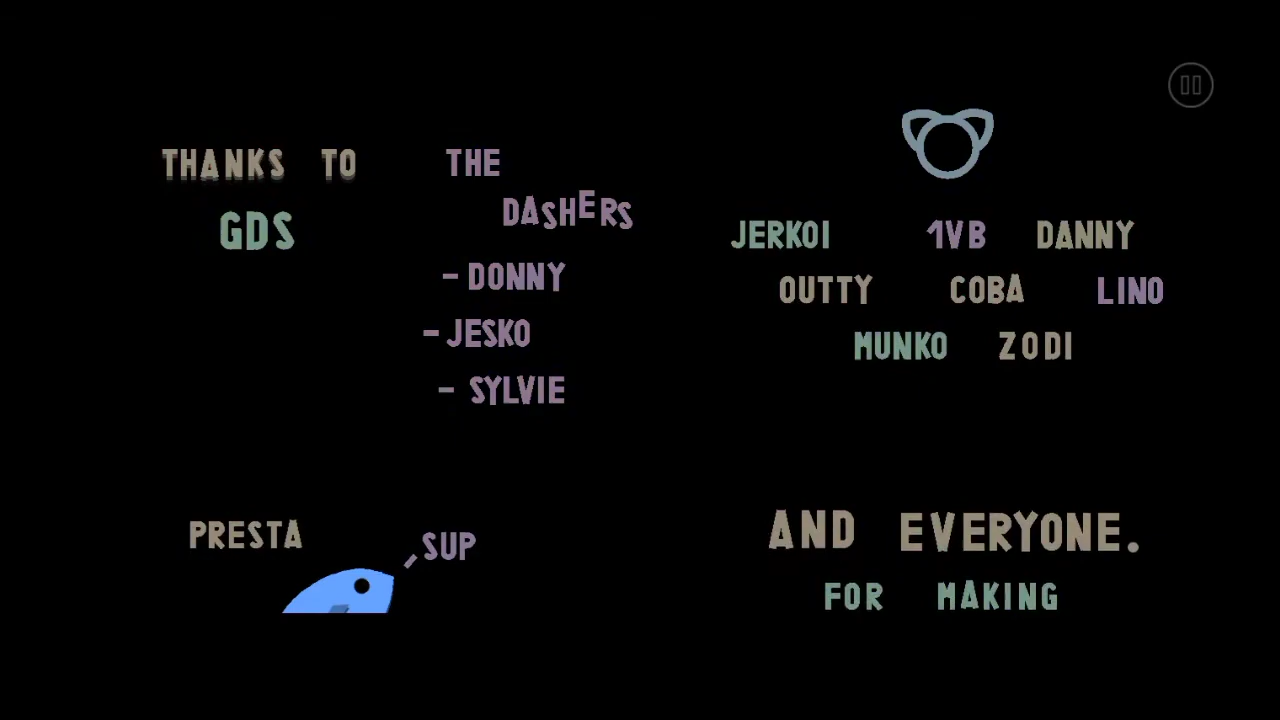 THANKS TO
GDS
THE
DASHERS
- DONNY
- JESKO
- SYLVIE
JERKOI 1VB DANNY
OUTTY COBA LINO
MUNKO ZODI
PRESTA
SUP
AND EVERYONE.
FOR MAKING